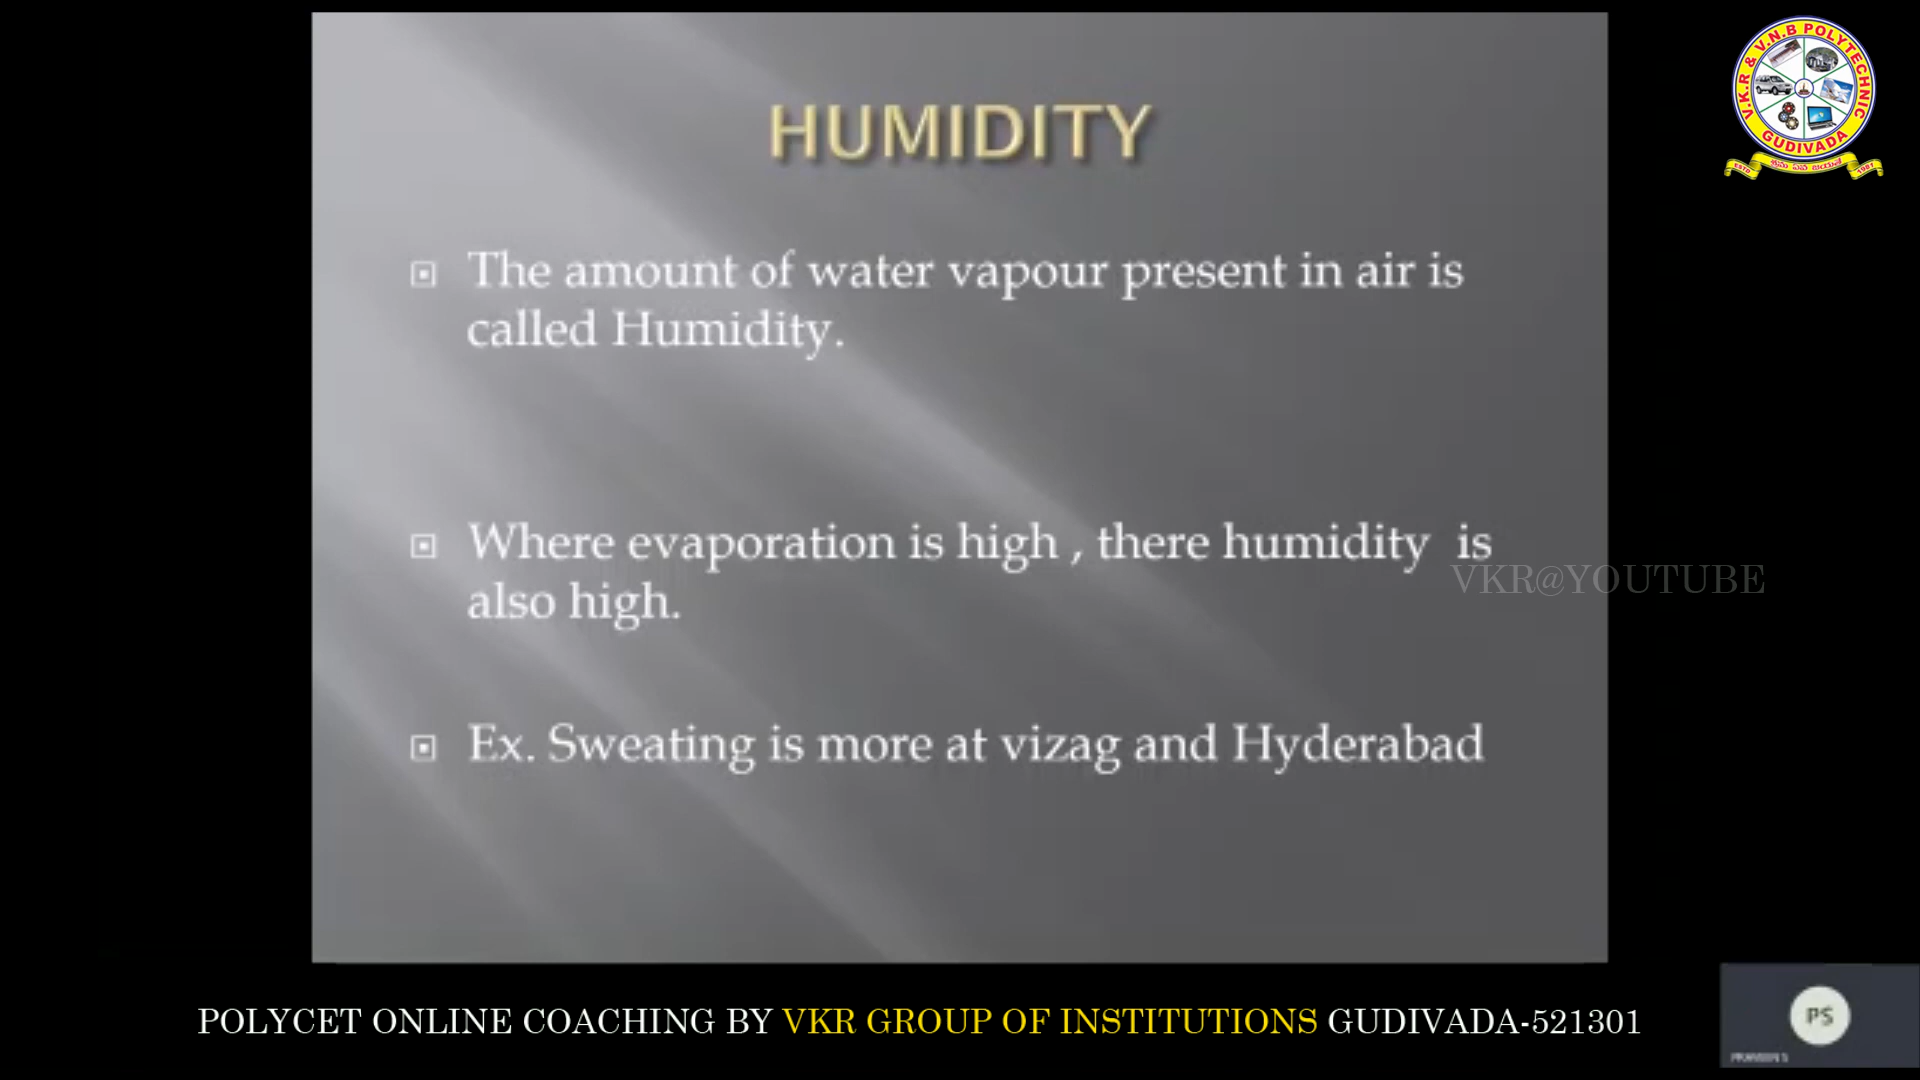 HUMIDITY
The amount of water vapour present in air is
called Humidity.
Where evaporation is high , there humidity is
also high.
Ex. Sweating is more at vizag and Hyderabad
V.K.R & V.N.B POLYTECHNIC
GUDIVADA
ESTD
1981
VKR@YOUTUBE
POLYCET ONLINE COACHING BY VKR GROUP OF INSTITUTIONS GUDIVADA-521301
PS